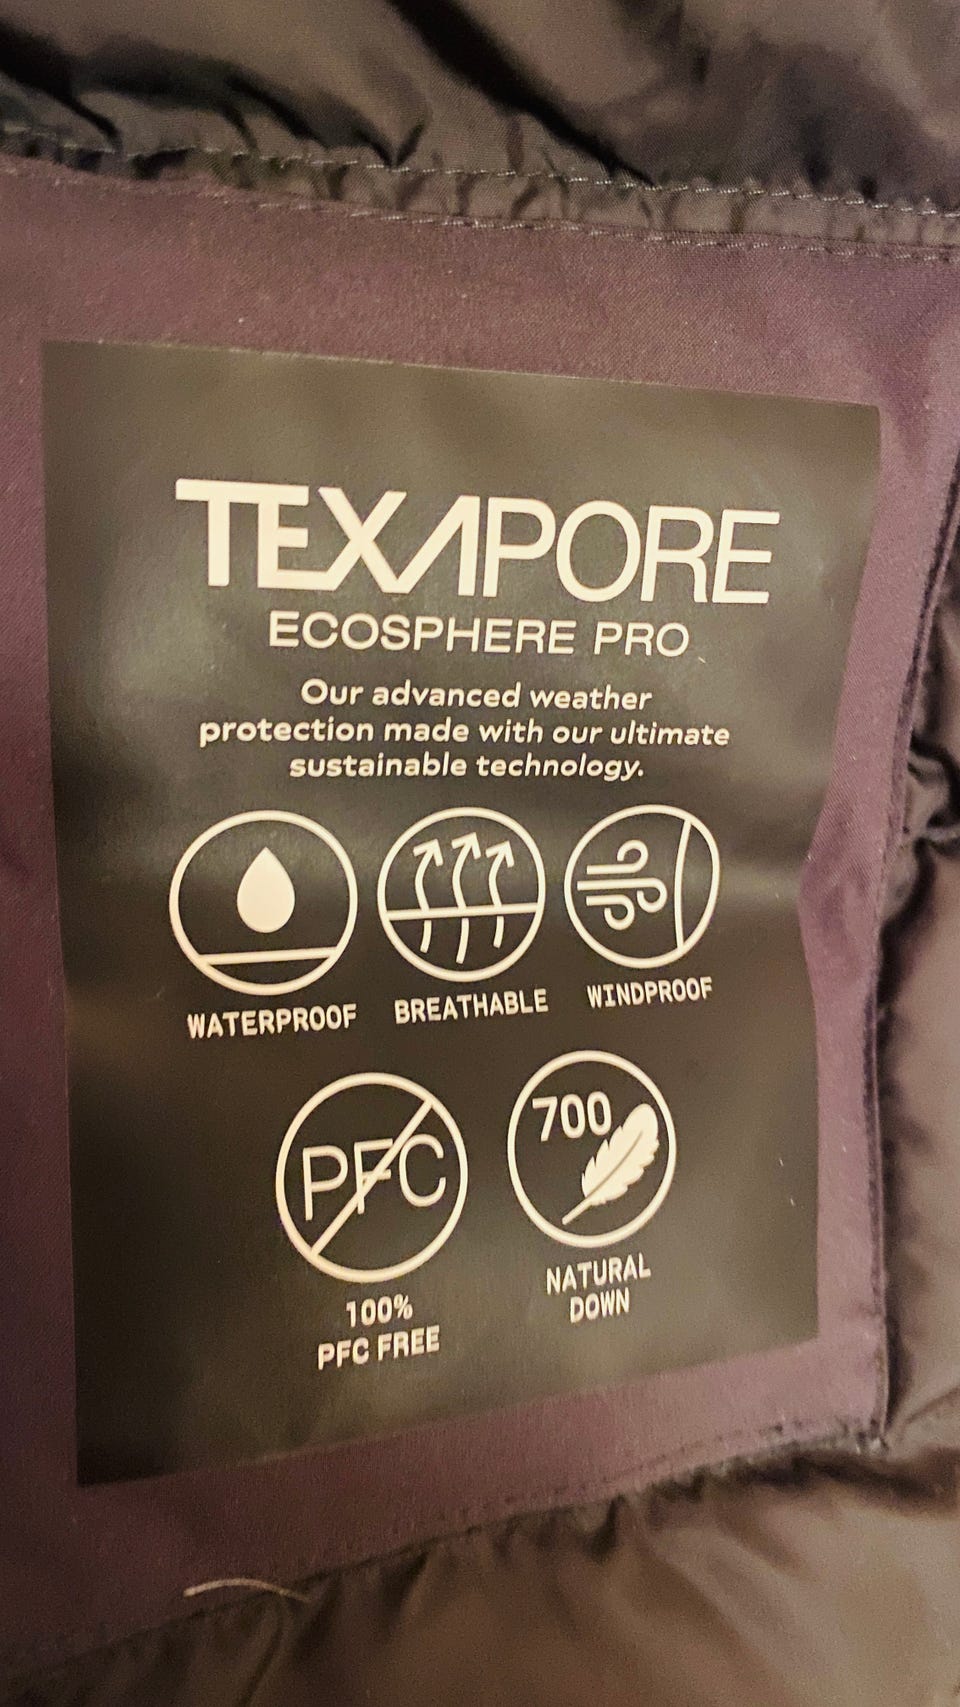 TEXAPORE
ECOSPHERE PRO
Our advanced weather
protection made with our ultimate
sustainable technology.
WATERPROOF BREATHABLE WINDPROOF
PFC 700
100%
PFC FREE
NATURAL
DOWN